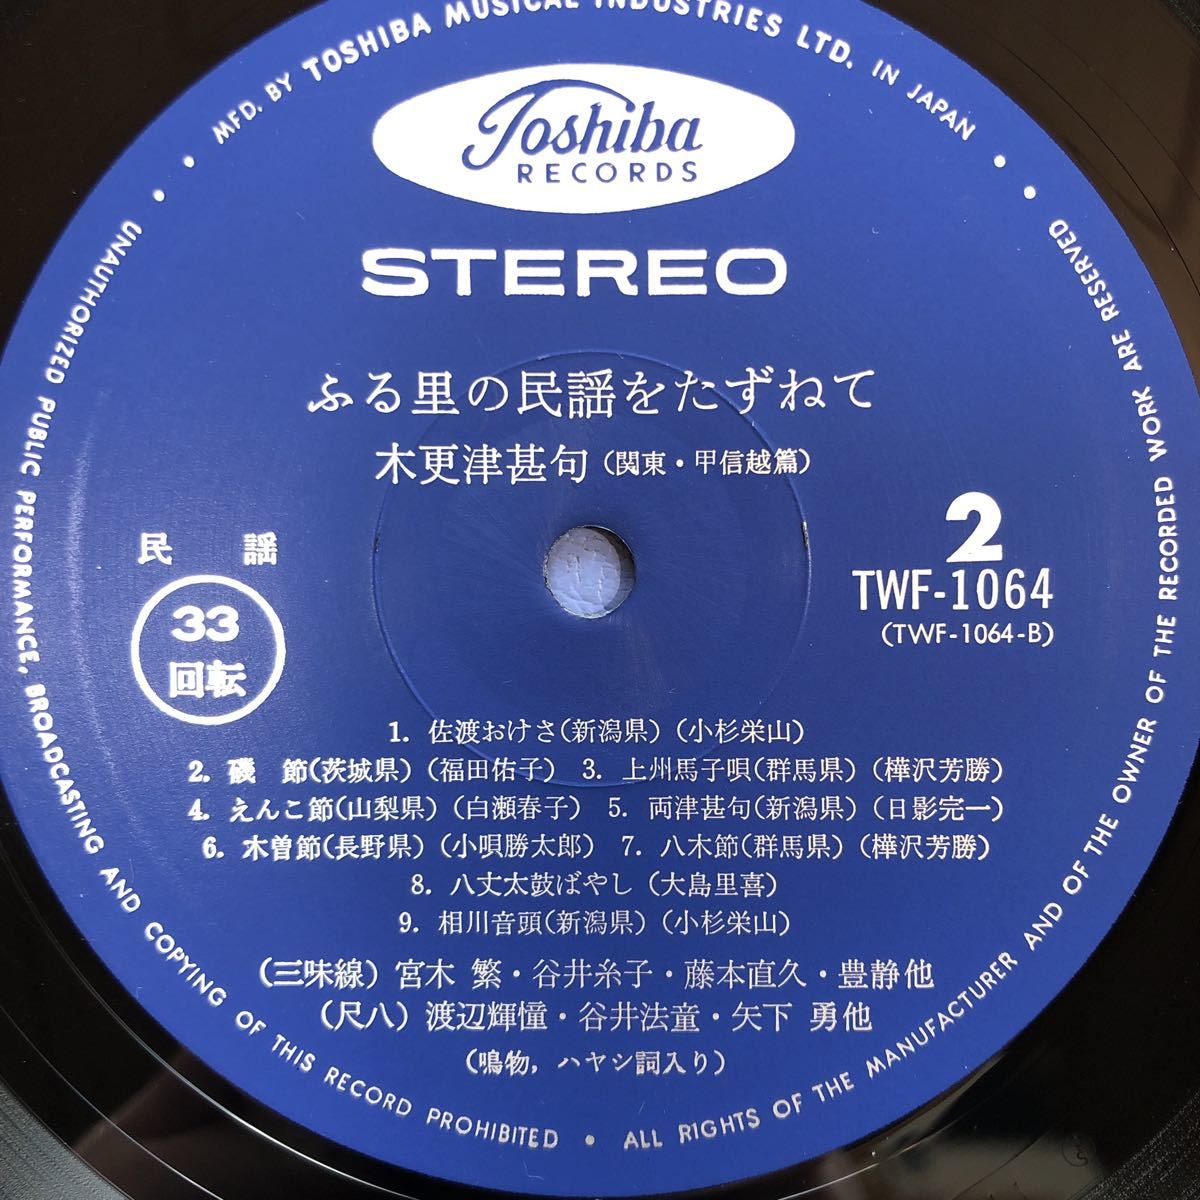 MFD. BY TOSHIBA MUSICAL INDUSTRIES LTD. IN JAPAN
Toshiba
RECORDS
STEREO
ふる里の民謡をたずねて
木更津甚句(関東・甲信越篇)
民 謡
33
回転
2
TWF-1064
(TWF-1064-B)
1. 佐渡おけさ(新潟県)(小杉栄山)
2. 磯 節(茨城県)(福田佑子) 3. 上州馬子唄(群馬県)(樺沢芳勝)
4. えんこ節(山梨県)(白瀬春子) 5. 両津甚句(新潟県)(日影完一)
6. 木曽節(長野県)(小唄勝太郎) 7. 八木節(群馬県)(樺沢芳勝)
8. 八丈太鼓ばやし(大島里喜)
9. 相川音頭(新潟県)(小杉栄山)
(三味線)宮木 繁・谷井糸子・藤本直久・豊静他
(尺八)渡辺輝憧・谷井法童・矢下 勇他
(鳴物,ハヤシ詞入り)
UNAUTHORIZED PUBLIC PERFORMANCE, BROADCASTING AND COPYING OF THIS RECORD PROHIBITED • ALL RIGHTS OF THE MANUFACTURER AND OF THE OWNER OF THE RECORDED WORK ARE RESERVED